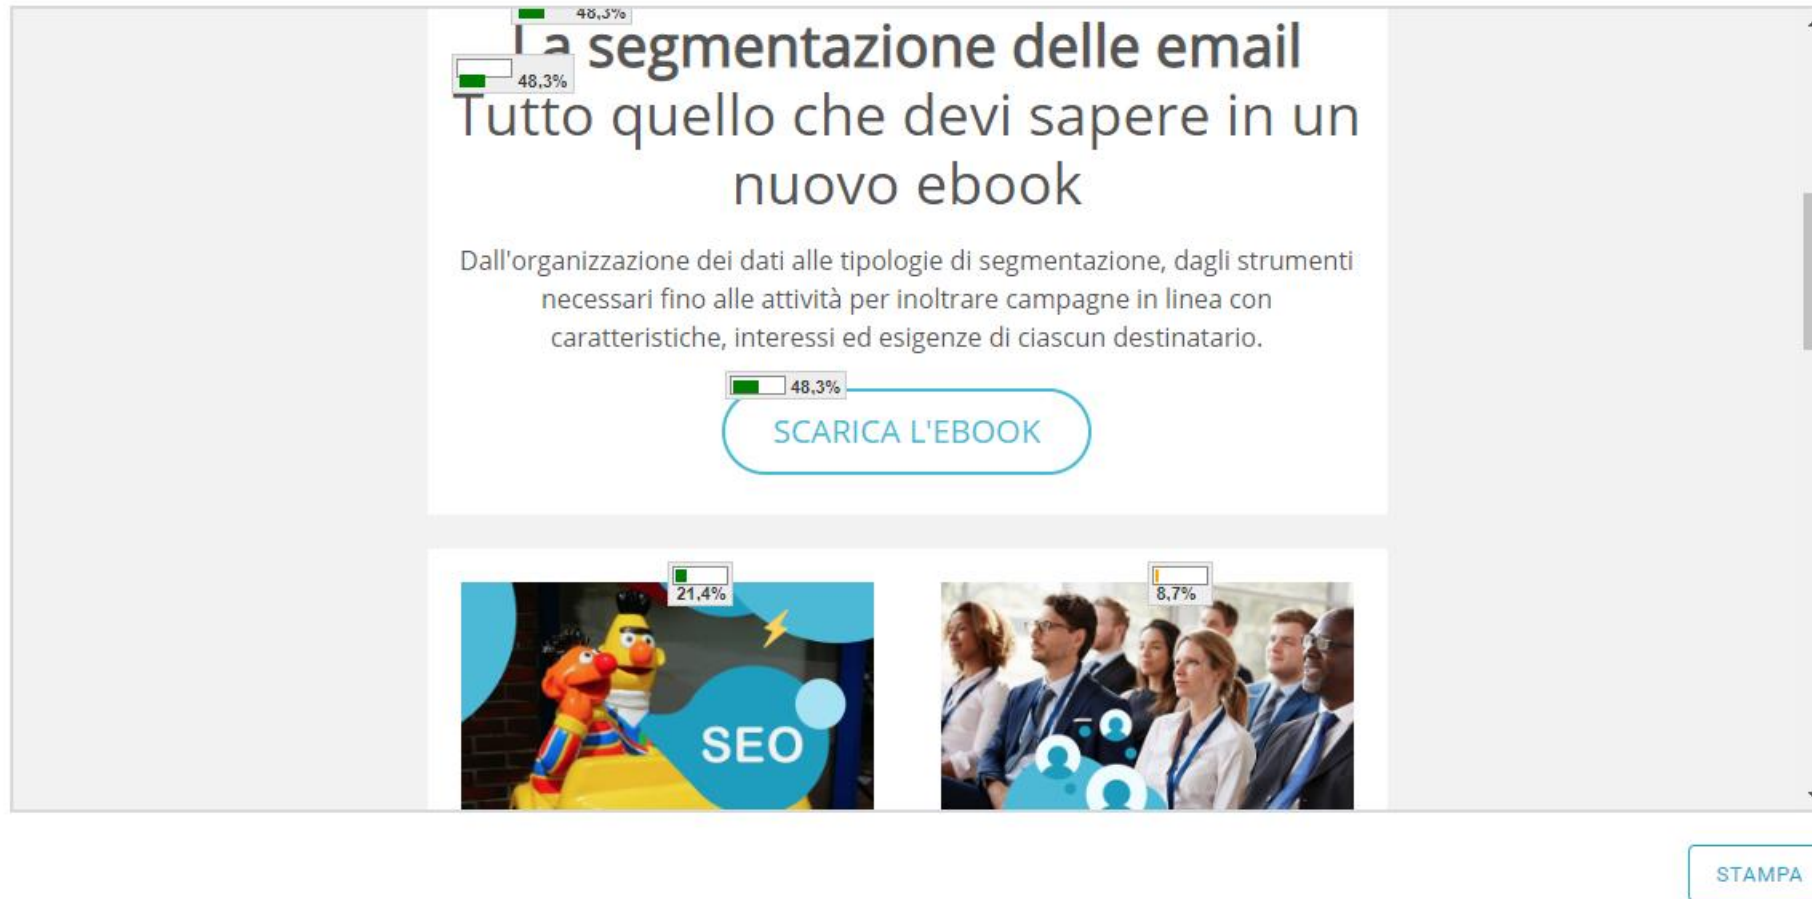 48,3%
La segmentazione delle email
48,3%
Tutto quello che devi sapere in un
nuovo ebook
Dall'organizzazione dei dati alle tipologie di segmentazione, dagli strumenti
necessari fino alle attività per inoltrare campagne in linea con
caratteristiche, interessi ed esigenze di ciascun destinatario.
48,3%
SCARICA L'EBOOK
21,4%
8,7%
SEO
STAMPA